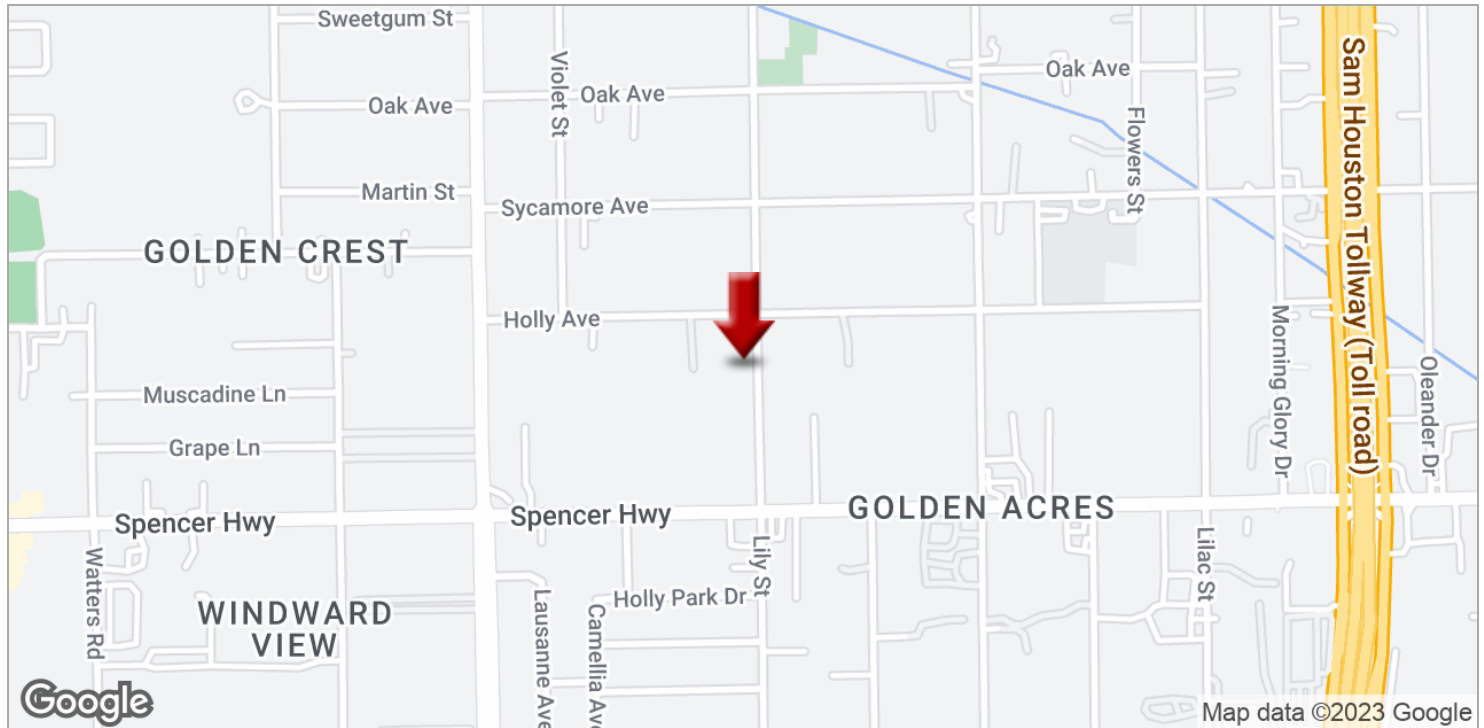 Sweetgum St
Oak Ave
Violet St
Oak Ave
Oak Ave
Flowers St
Martin St
Sycamore Ave
GOLDEN CREST
Holly Ave
Sam Houston Tollway (Toll road)
Morning Glory Dr
Oleander Dr
Muscadine Ln
Grape Ln
Spencer Hwy
Spencer Hwy
GOLDEN ACRES
Watters Rd
Lily St
Lilac St
WINDWARD
VIEW
Lausanne Ave
Camellia Av
Holly Park Dr
Google
Map data ©2023 Google